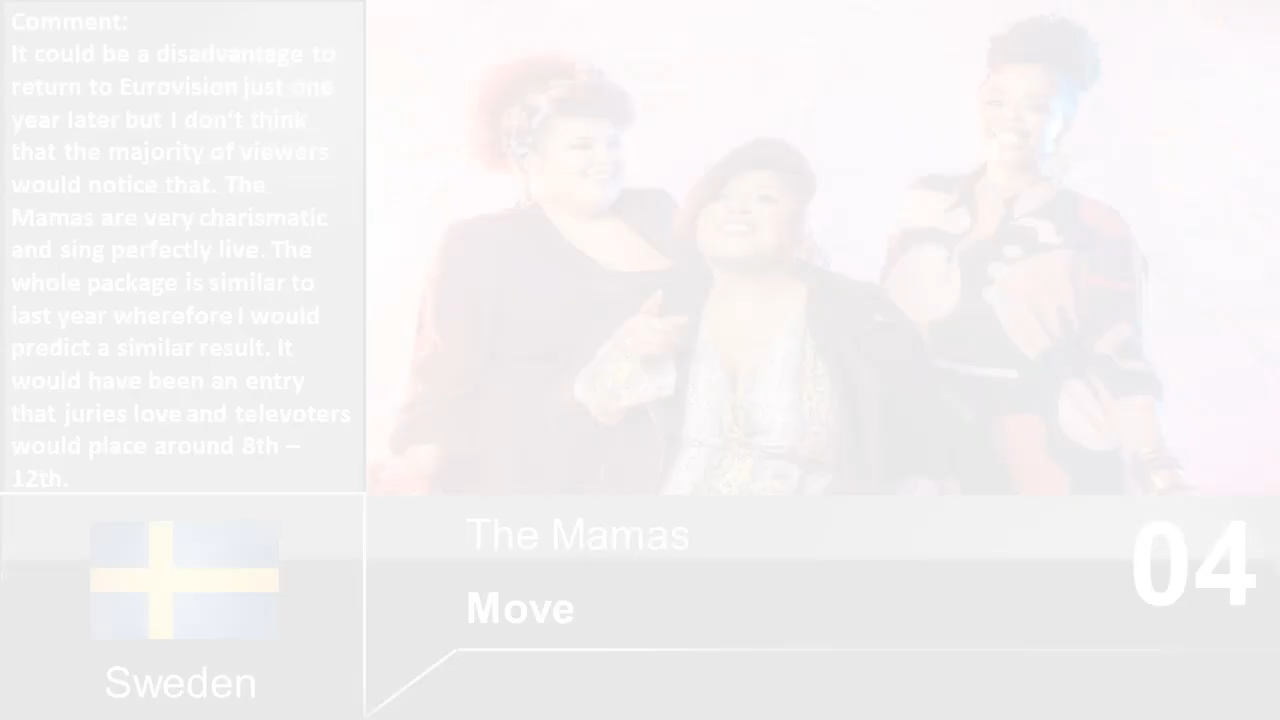 Comment:
It could be a disadvantage to
return to Eurovision just one
year later but I don't think
that the majority of viewers
would notice that. The
Mamas are very charismatic
and sing perfectly live. The
whole package is similar to
last year wherefore I would
predict a similar result. It
would have been an entry
that juries love and televoters
would place around 8th –
12th.
The Mamas
04
Move
Sweden